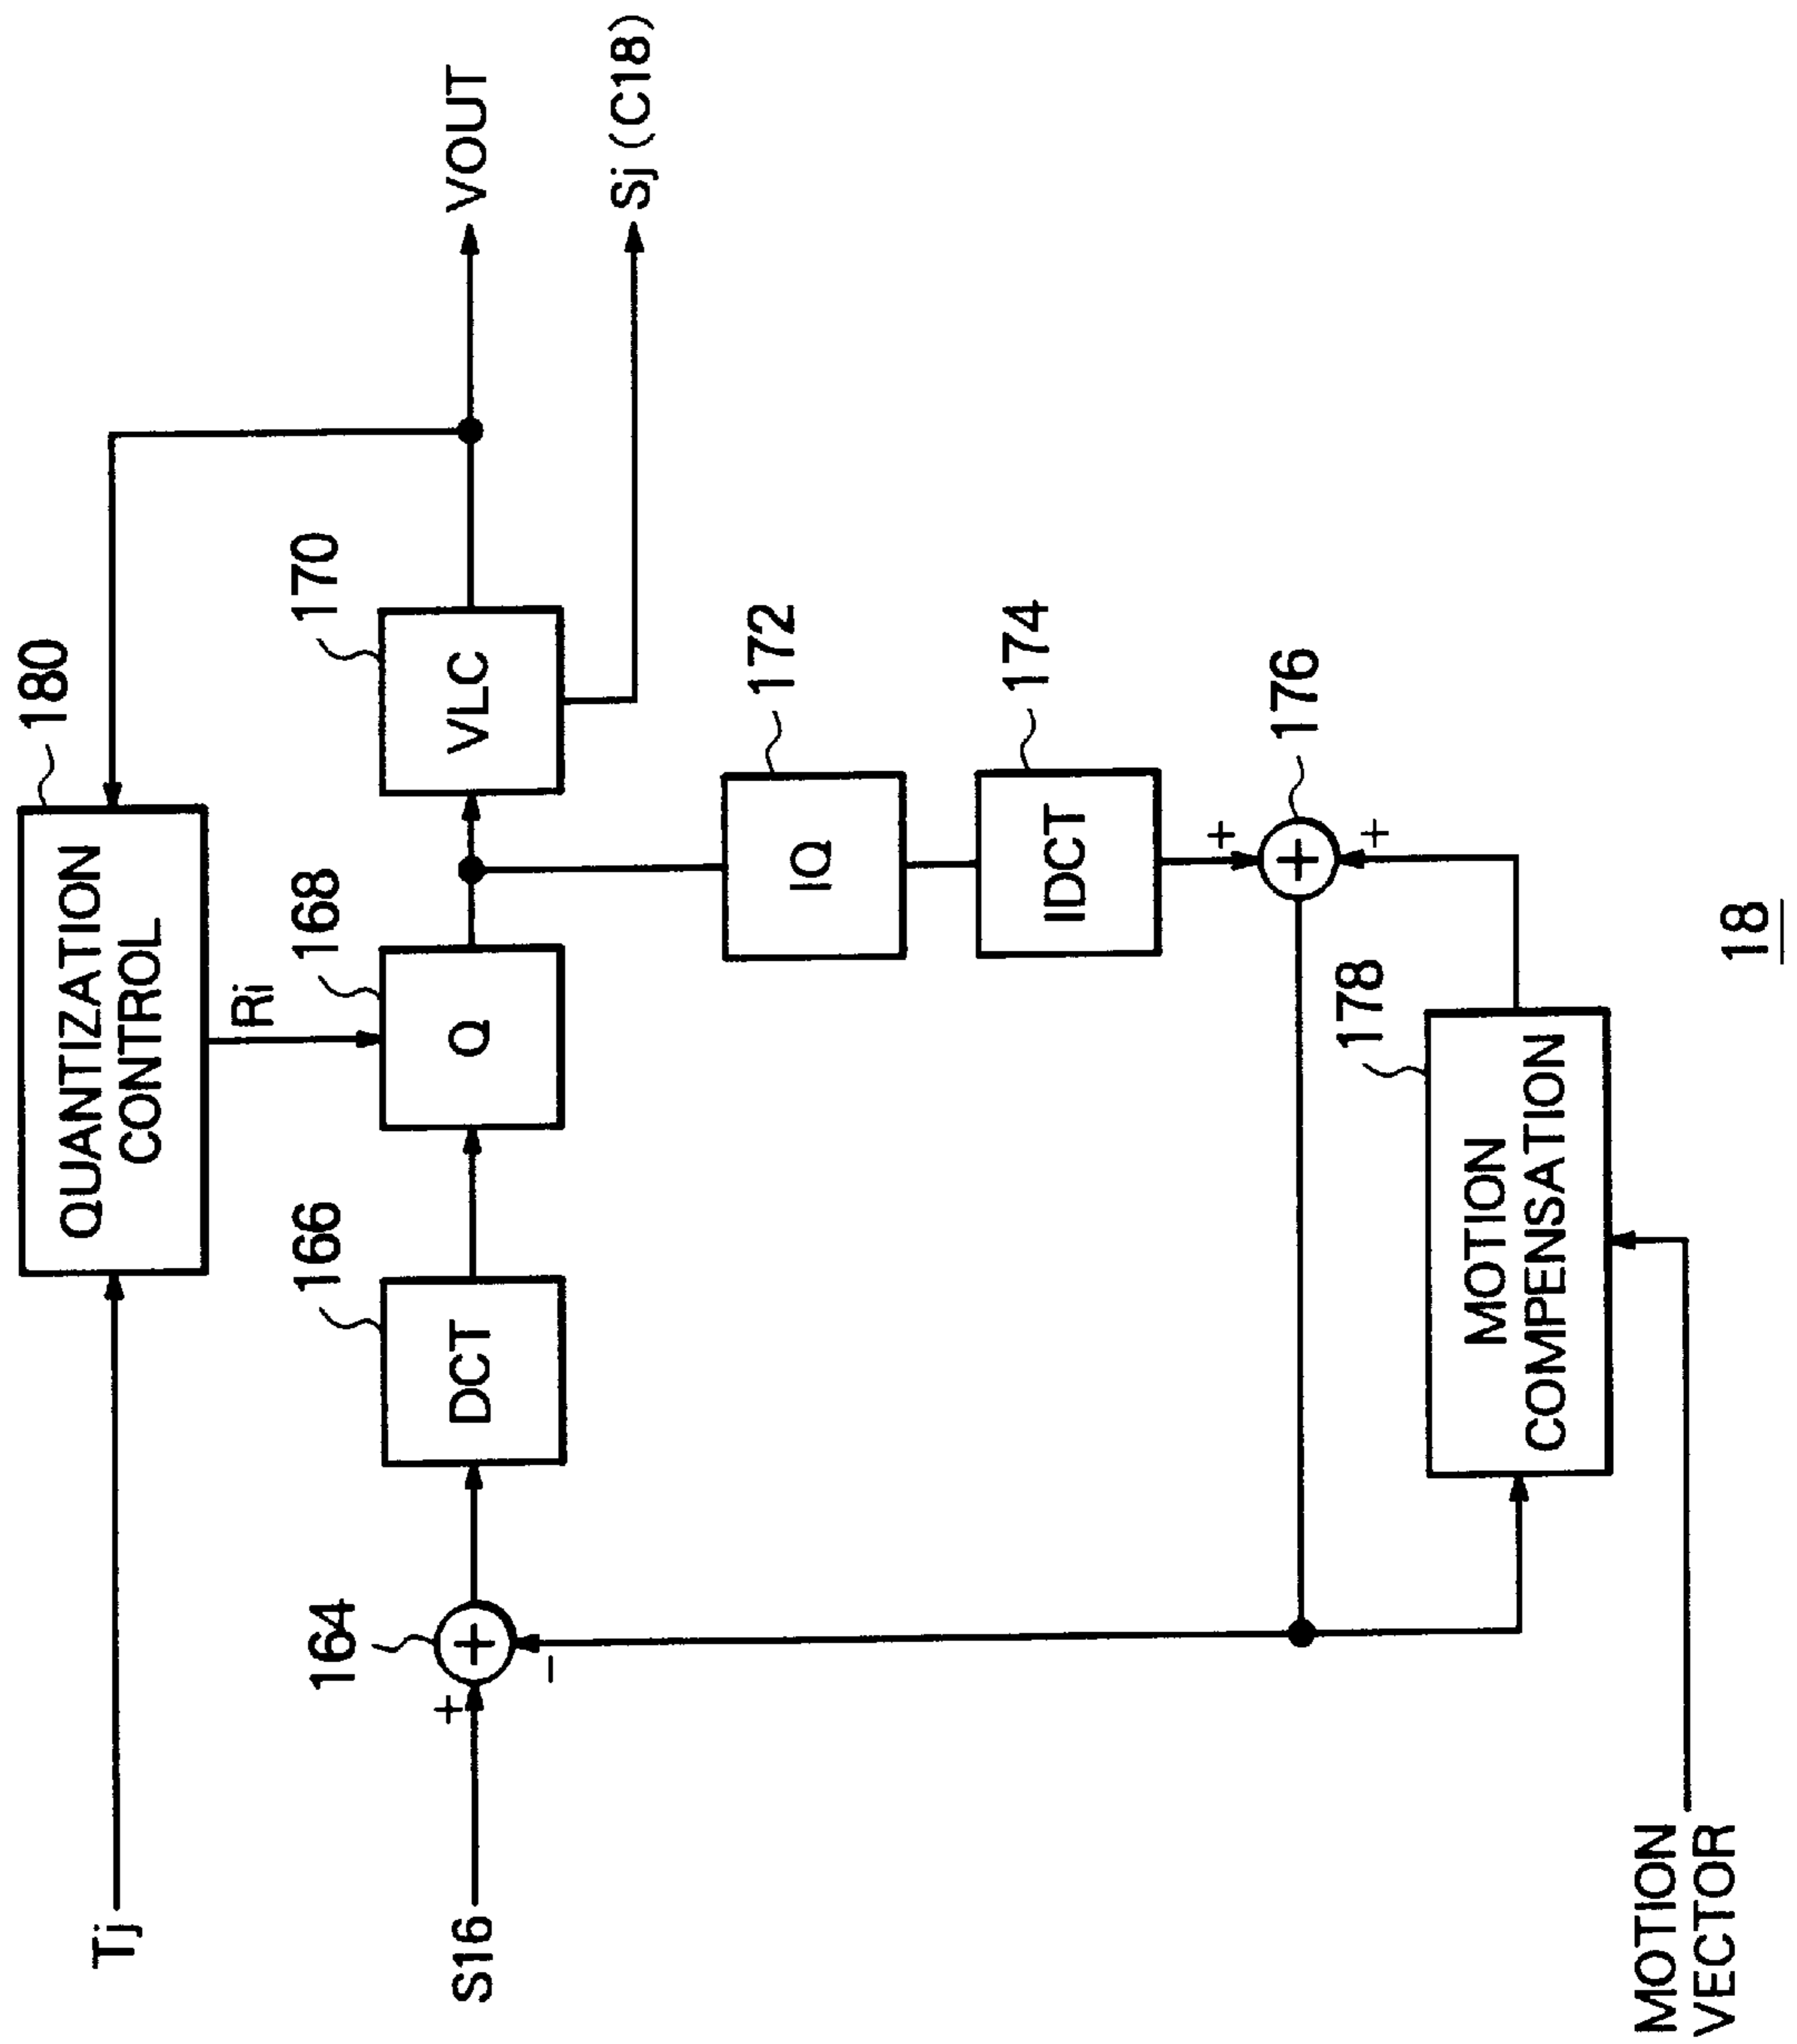 Tj
QUANTIZATION
CONTROL
180
Ri
S16
+
−
164
+
DCT
166
Q
168
VLC
170
VOUT
Sj (C18)
IQ
172
IDCT
174
+
+
+
176
MOTION
COMPENSATION
178
MOTION
VECTOR
18